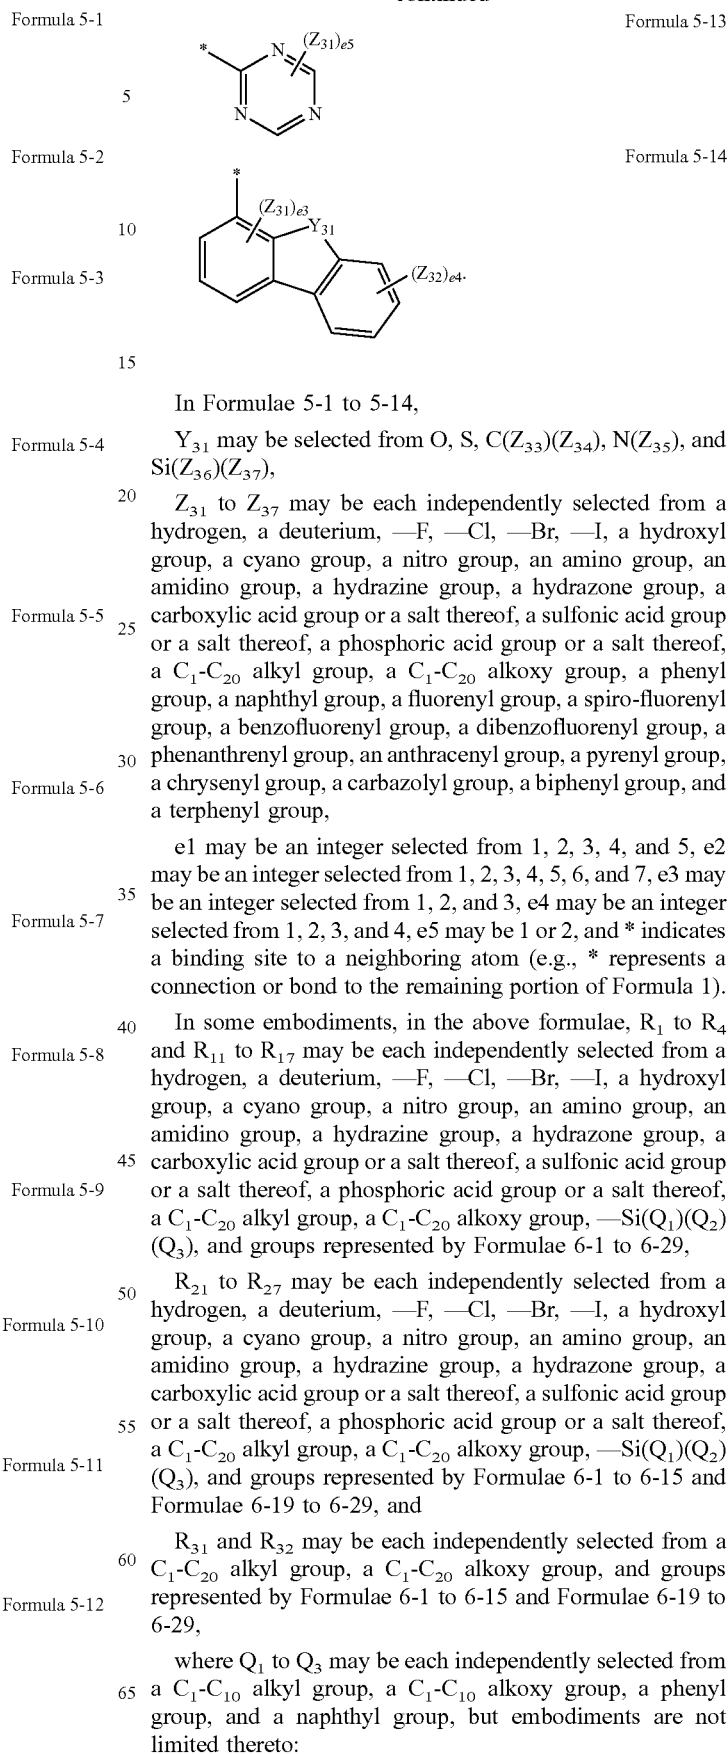 continued
Formula 5-1
Formula 5-13
* N (Z31)e5
5
N N
Formula 5-2
Formula 5-14
*
(Z31)e3
10
Y31
Formula 5-3
(Z32)e4.
15
In Formulae 5-1 to 5-14,
Formula 5-4
Y31 may be selected from O, S, C(Z33)(Z34), N(Z35), and
Si(Z36)(Z37),
20
Z31 to Z37 may be each independently selected from a
hydrogen, a deuterium, —F, —Cl, —Br, —I, a hydroxyl
group, a cyano group, a nitro group, an amino group, an
amidino group, a hydrazine group, a hydrazone group, a
Formula 5-5
carboxylic acid group or a salt thereof, a sulfonic acid group
25
or a salt thereof, a phosphoric acid group or a salt thereof,
a C1-C20 alkyl group, a C1-C20 alkoxy group, a phenyl
group, a naphthyl group, a fluorenyl group, a spiro-fluorenyl
group, a benzofluorenyl group, a dibenzofluorenyl group, a
30
phenanthrenyl group, an anthracenyl group, a pyrenyl group,
Formula 5-6
a chrysenyl group, a carbazolyl group, a biphenyl group, and
a terphenyl group,
e1 may be an integer selected from 1, 2, 3, 4, and 5, e2
may be an integer selected from 1, 2, 3, 4, 5, 6, and 7, e3 may
35
be an integer selected from 1, 2, and 3, e4 may be an integer
Formula 5-7
selected from 1, 2, 3, and 4, e5 may be 1 or 2, and * indicates
a binding site to a neighboring atom (e.g., * represents a
connection or bond to the remaining portion of Formula 1).
40
In some embodiments, in the above formulae, R1 to R4
Formula 5-8
and R11 to R17 may be each independently selected from a
hydrogen, a deuterium, —F, —Cl, —Br, —I, a hydroxyl
group, a cyano group, a nitro group, an amino group, an
amidino group, a hydrazine group, a hydrazone group, a
45
carboxylic acid group or a salt thereof, a sulfonic acid group
Formula 5-9
or a salt thereof, a phosphoric acid group or a salt thereof,
a C1-C20 alkyl group, a C1-C20 alkoxy group, —Si(Q1)(Q2)
(Q3), and groups represented by Formulae 6-1 to 6-29,
50
R21 to R27 may be each independently selected from a
Formula 5-10
hydrogen, a deuterium, —F, —Cl, —Br, —I, a hydroxyl
group, a cyano group, a nitro group, an amino group, an
amidino group, a hydrazine group, a hydrazone group, a
carboxylic acid group or a salt thereof, a sulfonic acid group
55
or a salt thereof, a phosphoric acid group or a salt thereof,
a C1-C20 alkyl group, a C1-C20 alkoxy group, —Si(Q1)(Q2)
Formula 5-11
(Q3), and groups represented by Formulae 6-1 to 6-15 and
Formulae 6-19 to 6-29, and
R31 and R32 may be each independently selected from a
60
C1-C20 alkyl group, a C1-C20 alkoxy group, and groups
Formula 5-12
represented by Formulae 6-1 to 6-15 and Formulae 6-19 to
6-29,
where Q1 to Q3 may be each independently selected from
65
a C1-C10 alkyl group, a C1-C10 alkoxy group, a phenyl
group, and a naphthyl group, but embodiments are not
limited thereto: